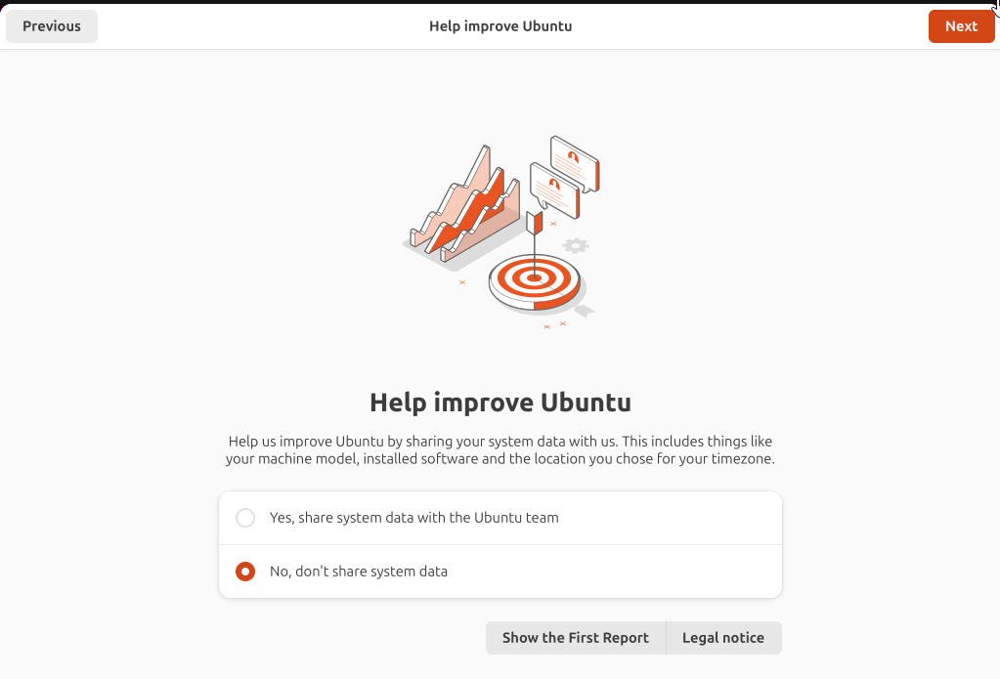 Previous
Help improve Ubuntu
Next
Help improve Ubuntu
Help us improve Ubuntu by sharing your system data with us. This includes things like
your machine model, installed software and the location you chose for your timezone.
Yes, share system data with the Ubuntu team
No, don't share system data
Show the First Report
Legal notice